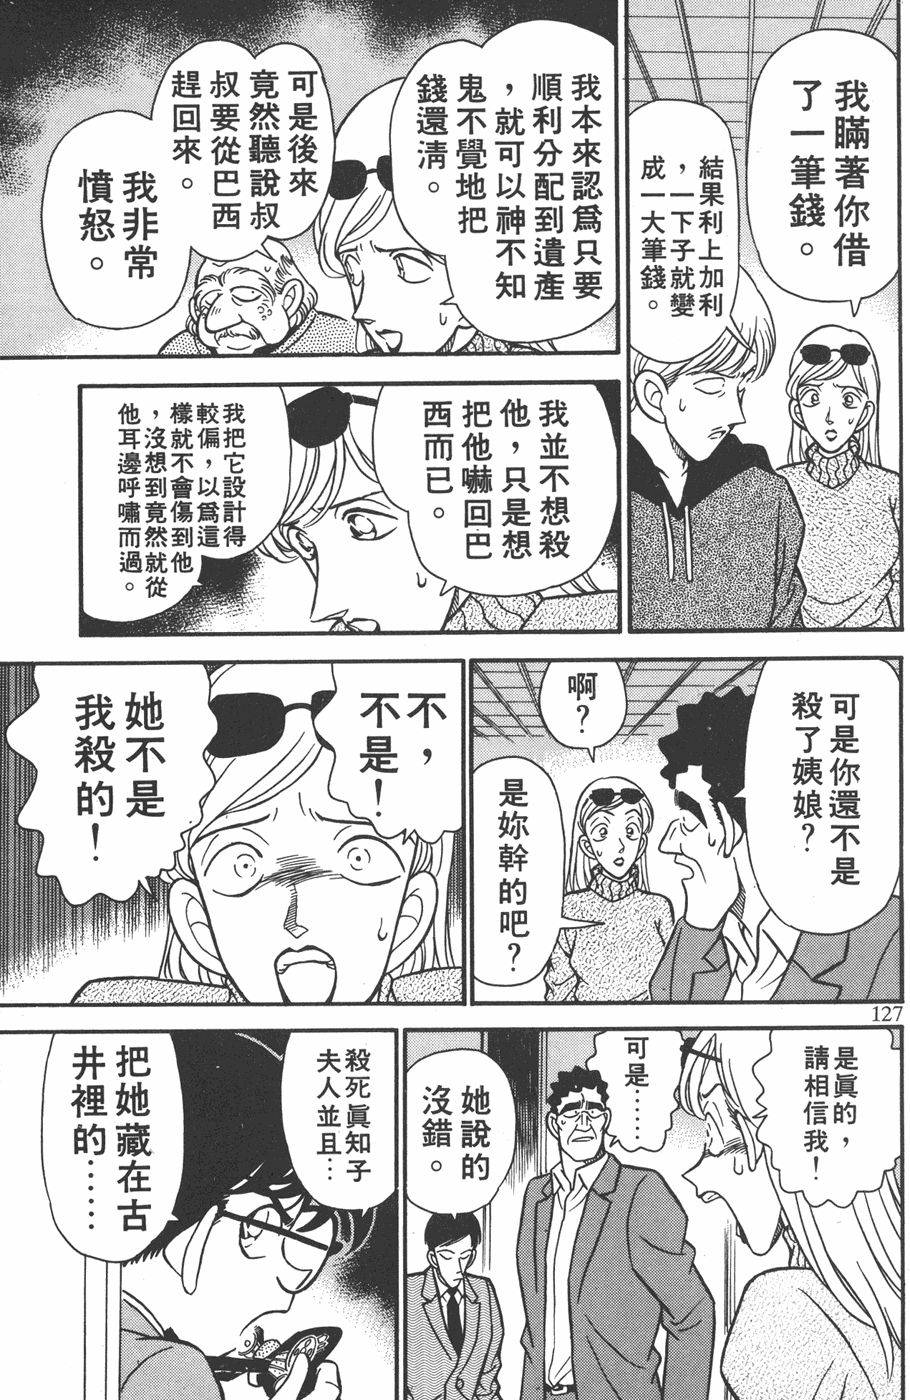 我瞞著你借
了一筆錢。
結果利上加利
，一下子就變
成一大筆錢。
我本來認爲只要
順利分配到遺產
，就可以神不知
鬼不覺地把
錢還淸。
可是後來
竟然聽說叔
叔要從巴西
趕回來。
我非常
憤怒。
我並不想殺
他，只是想
把他嚇回巴
西而已。
我把它設計得
較偏，以爲這
樣就不會傷到他
，沒想到竟然就從
他耳邊呼嘯而過。
可是你還不是
殺了姨娘？
啊？
是妳幹的吧？
不，
不是！
她不是
我殺的！
127
是眞的，
請相信我！
可是……
她說的
沒錯。
殺死眞知子
夫人並且…
把她藏在古
井裡的……